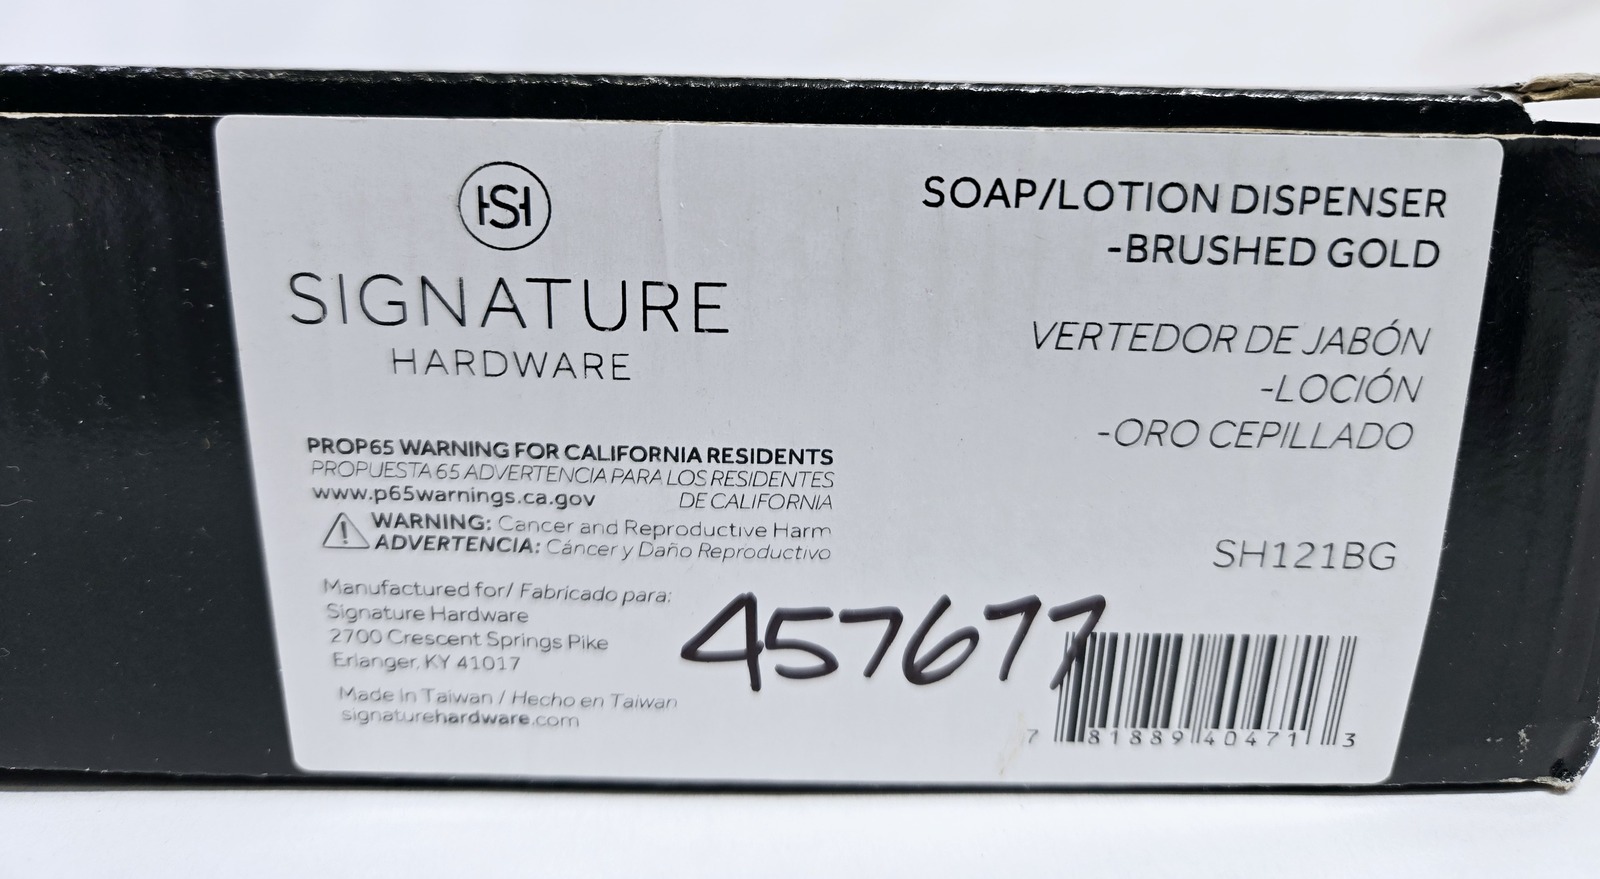 HSH
SIGNATURE
HARDWARE
PROP65 WARNING FOR CALIFORNIA RESIDENTS
PROPUESTA 65 ADVERTENCIA PARA LOS RESIDENTES
DE CALIFORNIA
www.p65warnings.ca.gov
WARNING: Cancer and Reproductive Harm
ADVERTENCIA: Cáncer y Daño Reproductivo
Manufactured for/ Fabricado para:
Signature Hardware
2700 Crescent Springs Pike
Erlanger, KY 41017
Made in Taiwan / Hecho en Taiwan
signaturehardware.com
SOAP/LOTION DISPENSER
-BRUSHED GOLD
VERTEDOR DE JABÓN
-LOCIÓN
-ORO CEPILLADO
SH121BG
457677
7 81889 40471 3